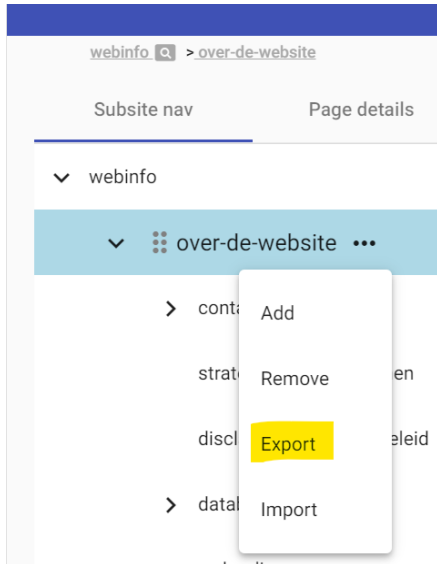 webinfo > over-de-website
Subsite nav Page details
webinfo
over-de-website
Add
Remove
Export
Import